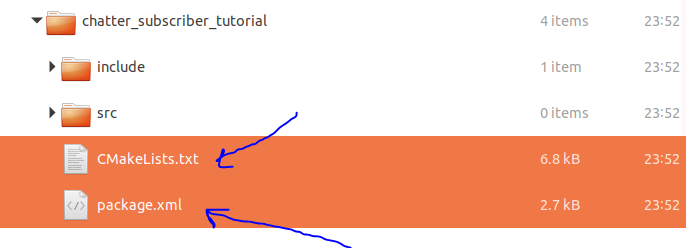 chatter_subscriber_tutorial 4 items 23:52
include 1 item 23:52
src 0 items 23:52
CMakeLists.txt 6.8 kB 23:52
package.xml 2.7 kB 23:52